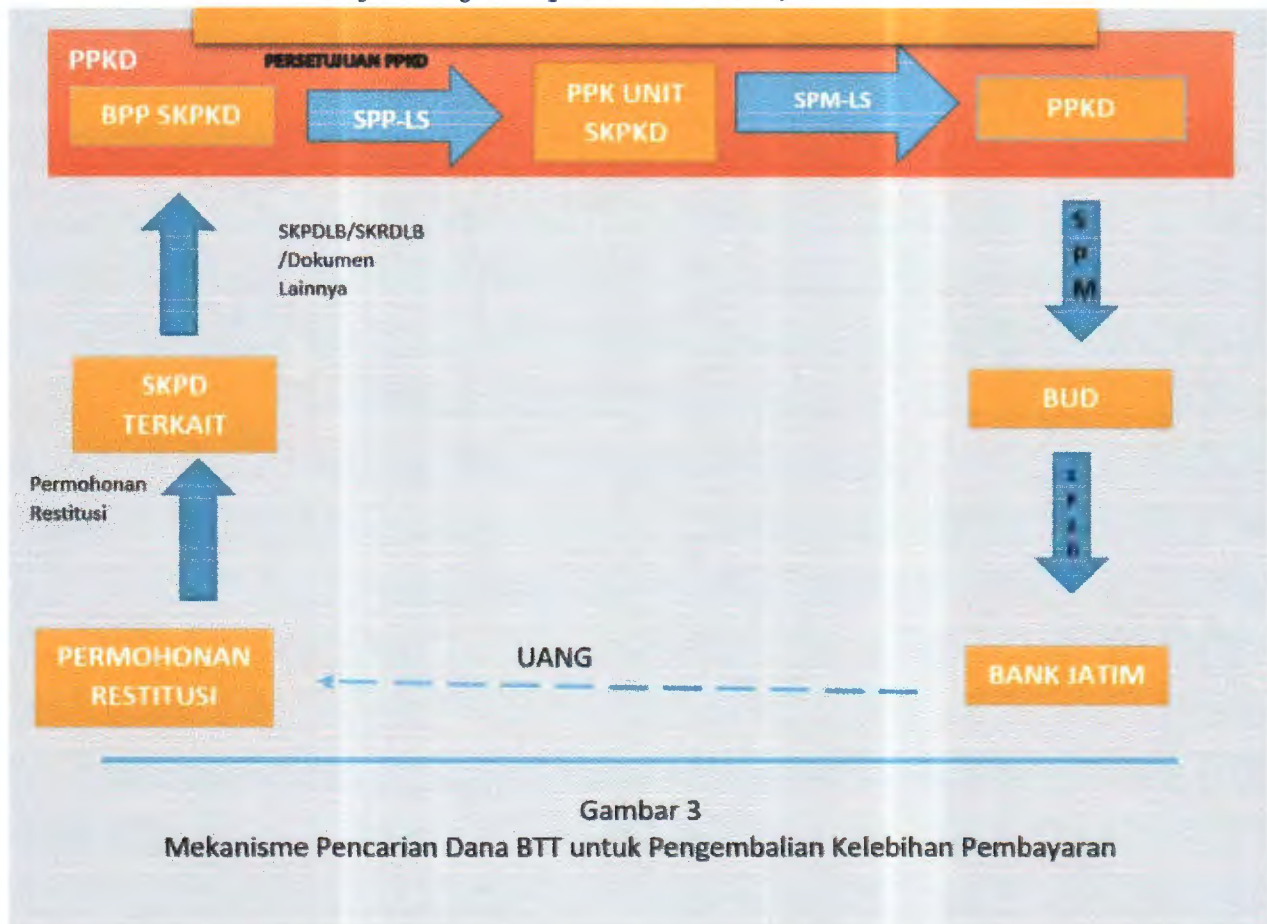 PPKD
PERSETUJUAN PPKD
BPP SKPKD
SPP-LS
PPK UNIT
SKPKD
SPM-LS
PPKD
SKPDLB/SKRDLB
/Dokumen
Lainnya
S
P
M
SKPD
TERKAIT
BUD
Permohonan
Restitusi
PERMOHONAN
RESTITUSI
UANG
BANK JATIM
Gambar 3
Mekanisme Pencarian Dana BTT untuk Pengembalian Kelebihan Pembayaran